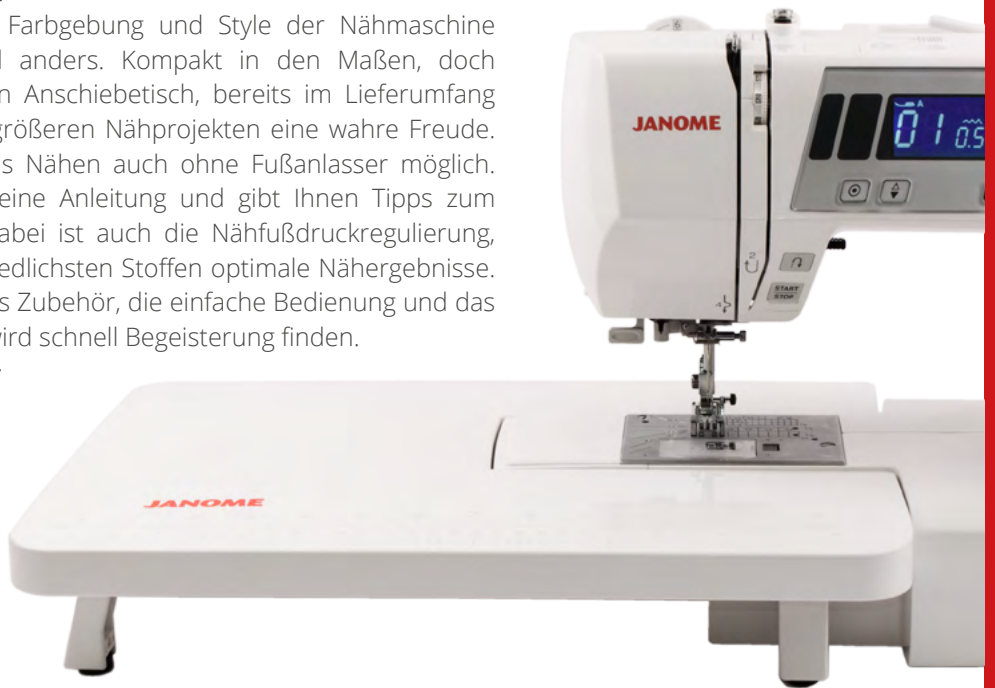 Farbgebung und Style der Nähmaschine
anders. Kompakt in den Maßen, doch
Anschiebetisch, bereits im Lieferumfang
größeren Nähprojekten eine wahre Freude.
Nähen auch ohne Fußanlasser möglich.
eine Anleitung und gibt Ihnen Tipps zum
abei ist auch die Nähfußdruckregulierung,
edlichsten Stoffen optimale Nähergebnisse.
s Zubehör, die einfache Bedienung und das
wird schnell Begeisterung finden.
JANOME
A
01 0.5
2
START
STOP
4
JANOME